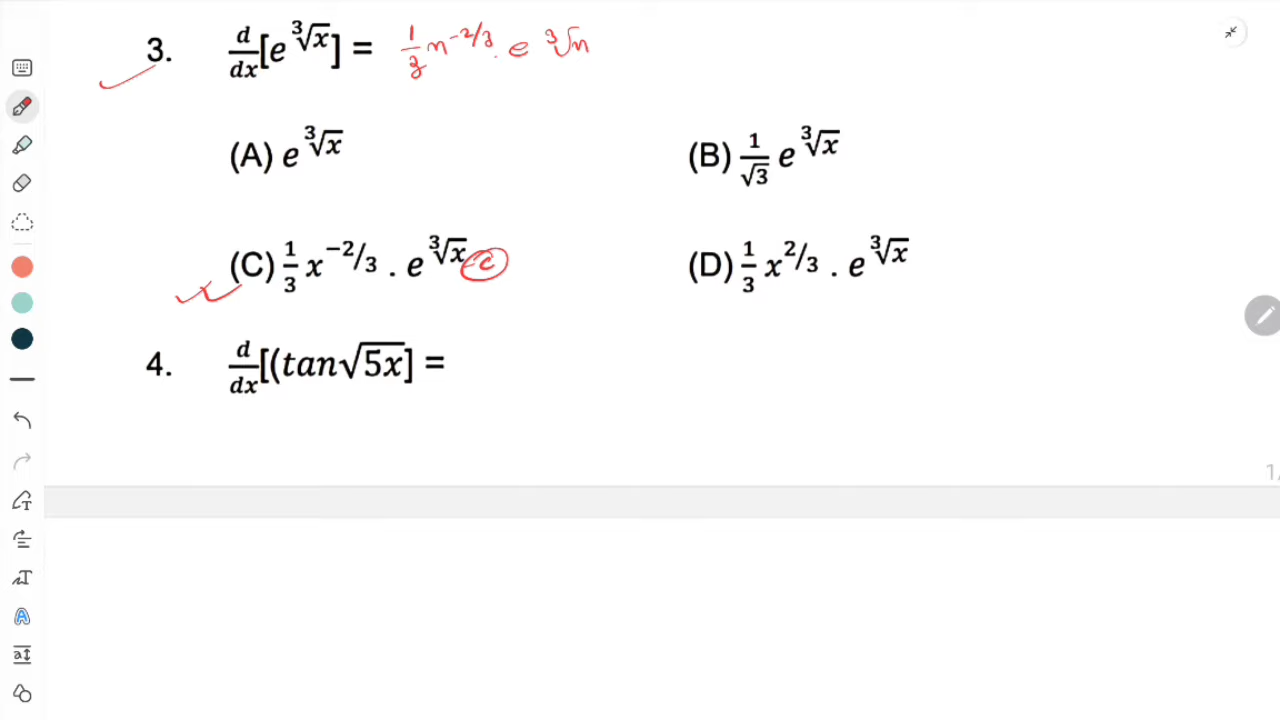 3. d/dx[e^∛x] = 1/3 x^-2/3 . e^∛x
(A) e^∛x (B) 1/√3 e^∛x
(C) 1/3 x^-2/3 . e^∛x c (D) 1/3 x^2/3 . e^∛x
4. d/dx[(tan√5x] =